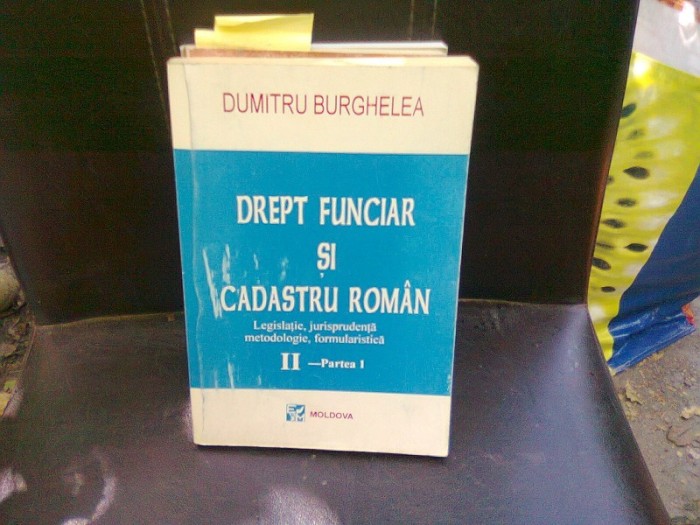 DUMITRU BURGHELEA
DREPT FUNCIAR
ȘI
CADASTRU ROMÂN
Legislație, jurisprudență
metodologie, formularistică
II —Partea I
MOLDOVA